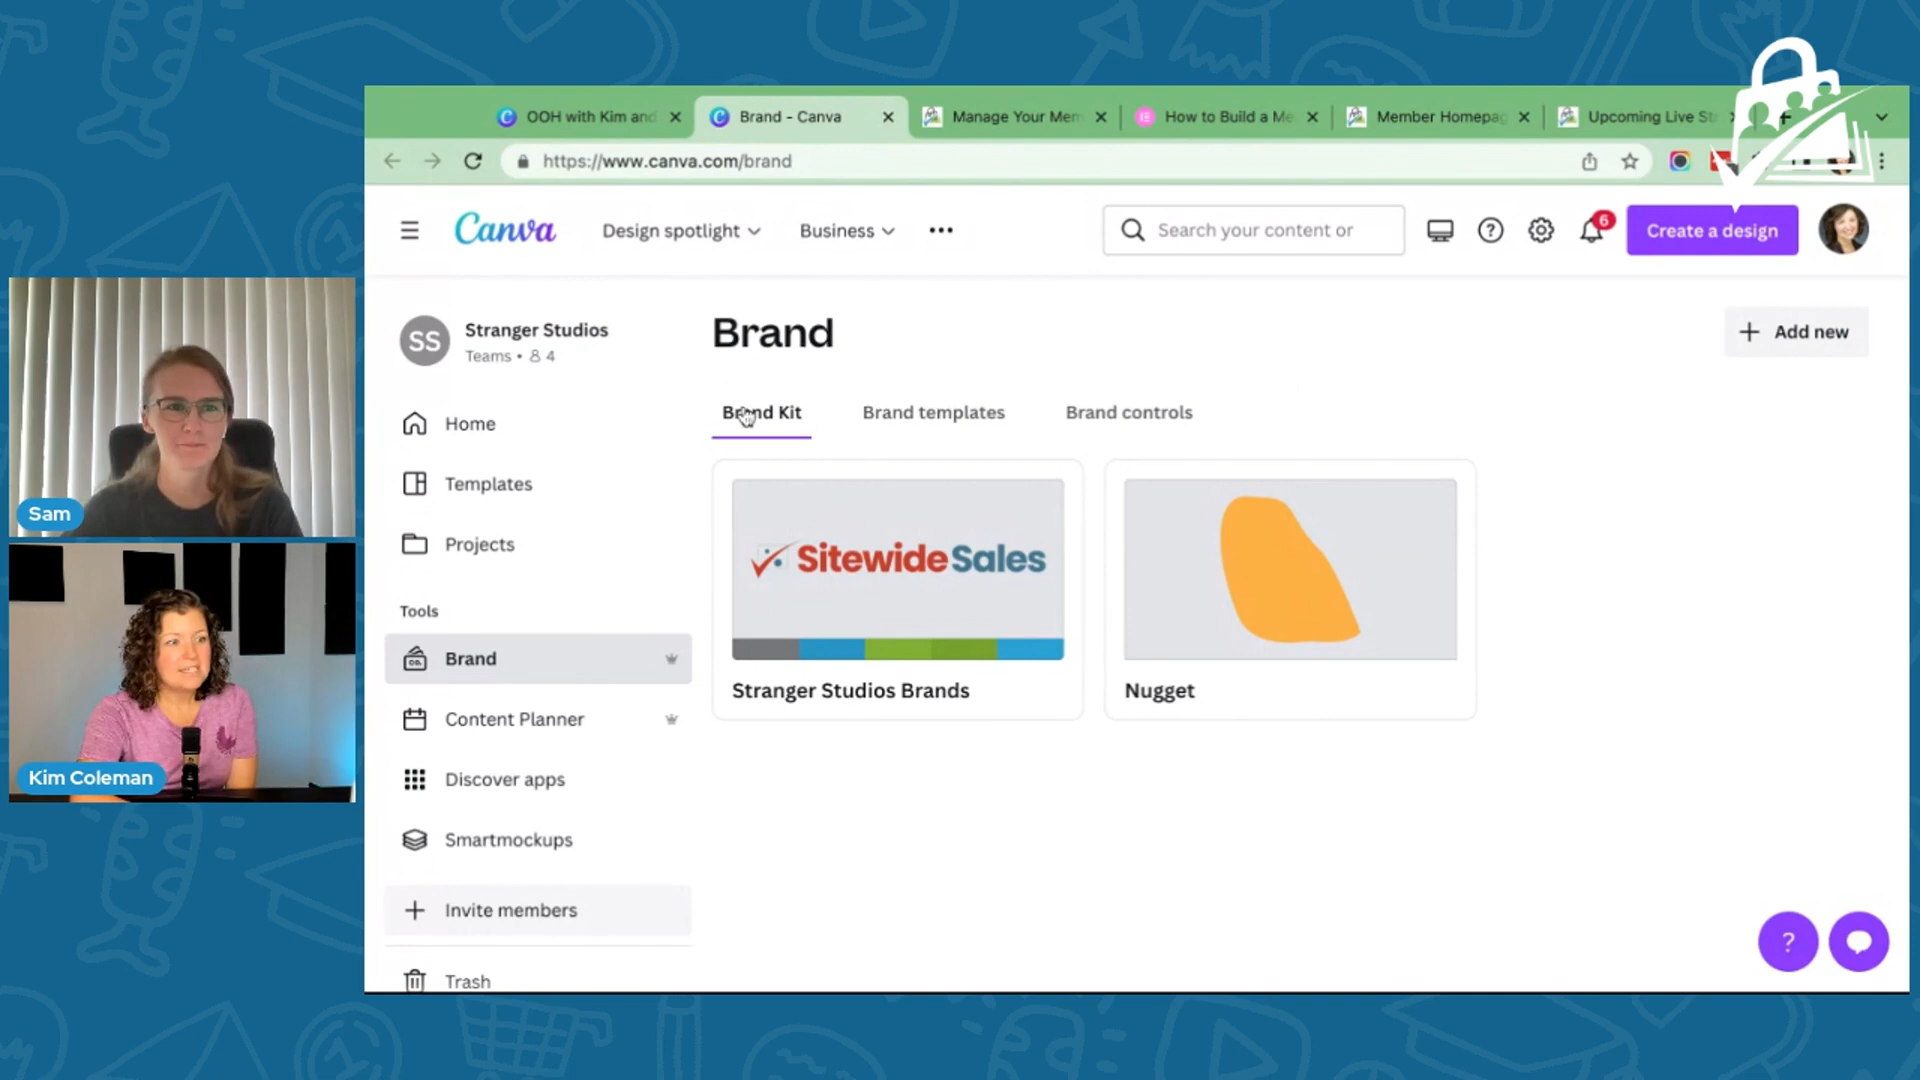 OOH with Kim and
Brand - Canva
Manage Your Mem
How to Build a Me
Member Homepag
Upcoming Live St
https://www.canva.com/brand
Canva
Design spotlight
Business
Search your content or
6
Create a design
SS
Stranger Studios
Teams • 4
Home
Templates
Projects
Tools
Brand
Content Planner
Discover apps
Smartmockups
Invite members
Trash
Brand
Add new
Brand Kit
Brand templates
Brand controls
Sitewide Sales
Stranger Studios Brands
Nugget
Sam
Kim Coleman